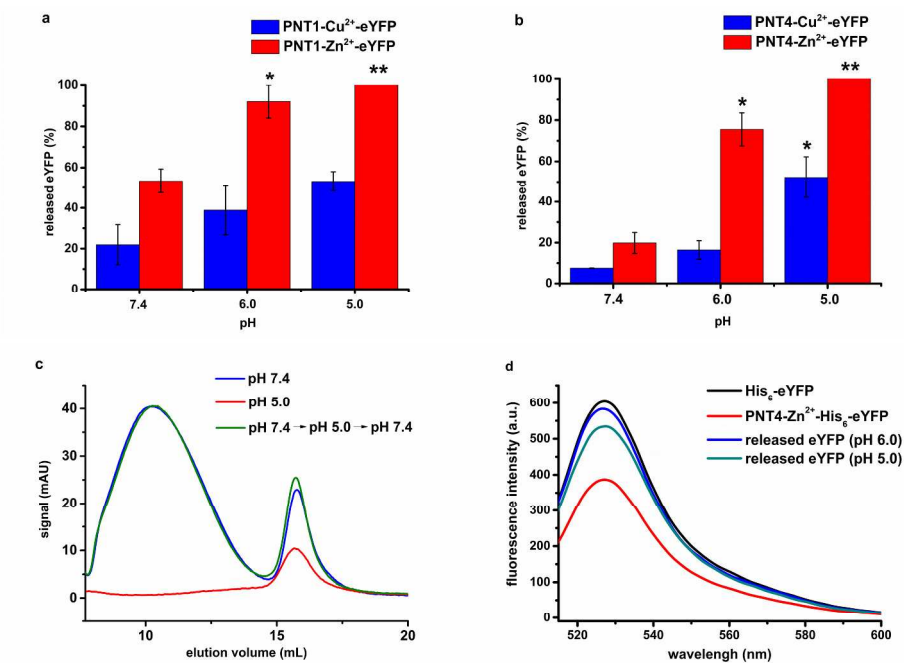 a
PNT1-Cu²⁺-eYFP
PNT1-Zn²⁺-eYFP
released eYFP (%)
100
80
60
40
20
0
*
**
7.4
6.0
5.0
pH
b
PNT4-Cu²⁺-eYFP
PNT4-Zn²⁺-eYFP
released eYFP (%)
100
80
60
40
20
0
*
*
**
7.4
6.0
5.0
pH
c
pH 7.4
pH 5.0
pH 7.4→pH 5.0→pH 7.4
signal (mAU)
40
30
20
10
0
10
15
20
elution volume (mL)
d
His₆-eYFP
PNT4-Zn²⁺-His₆-eYFP
released eYFP (pH 6.0)
released eYFP (pH 5.0)
fluorescence intensity (a.u.)
600
500
400
300
200
100
0
520
540
560
580
600
wavelengh (nm)